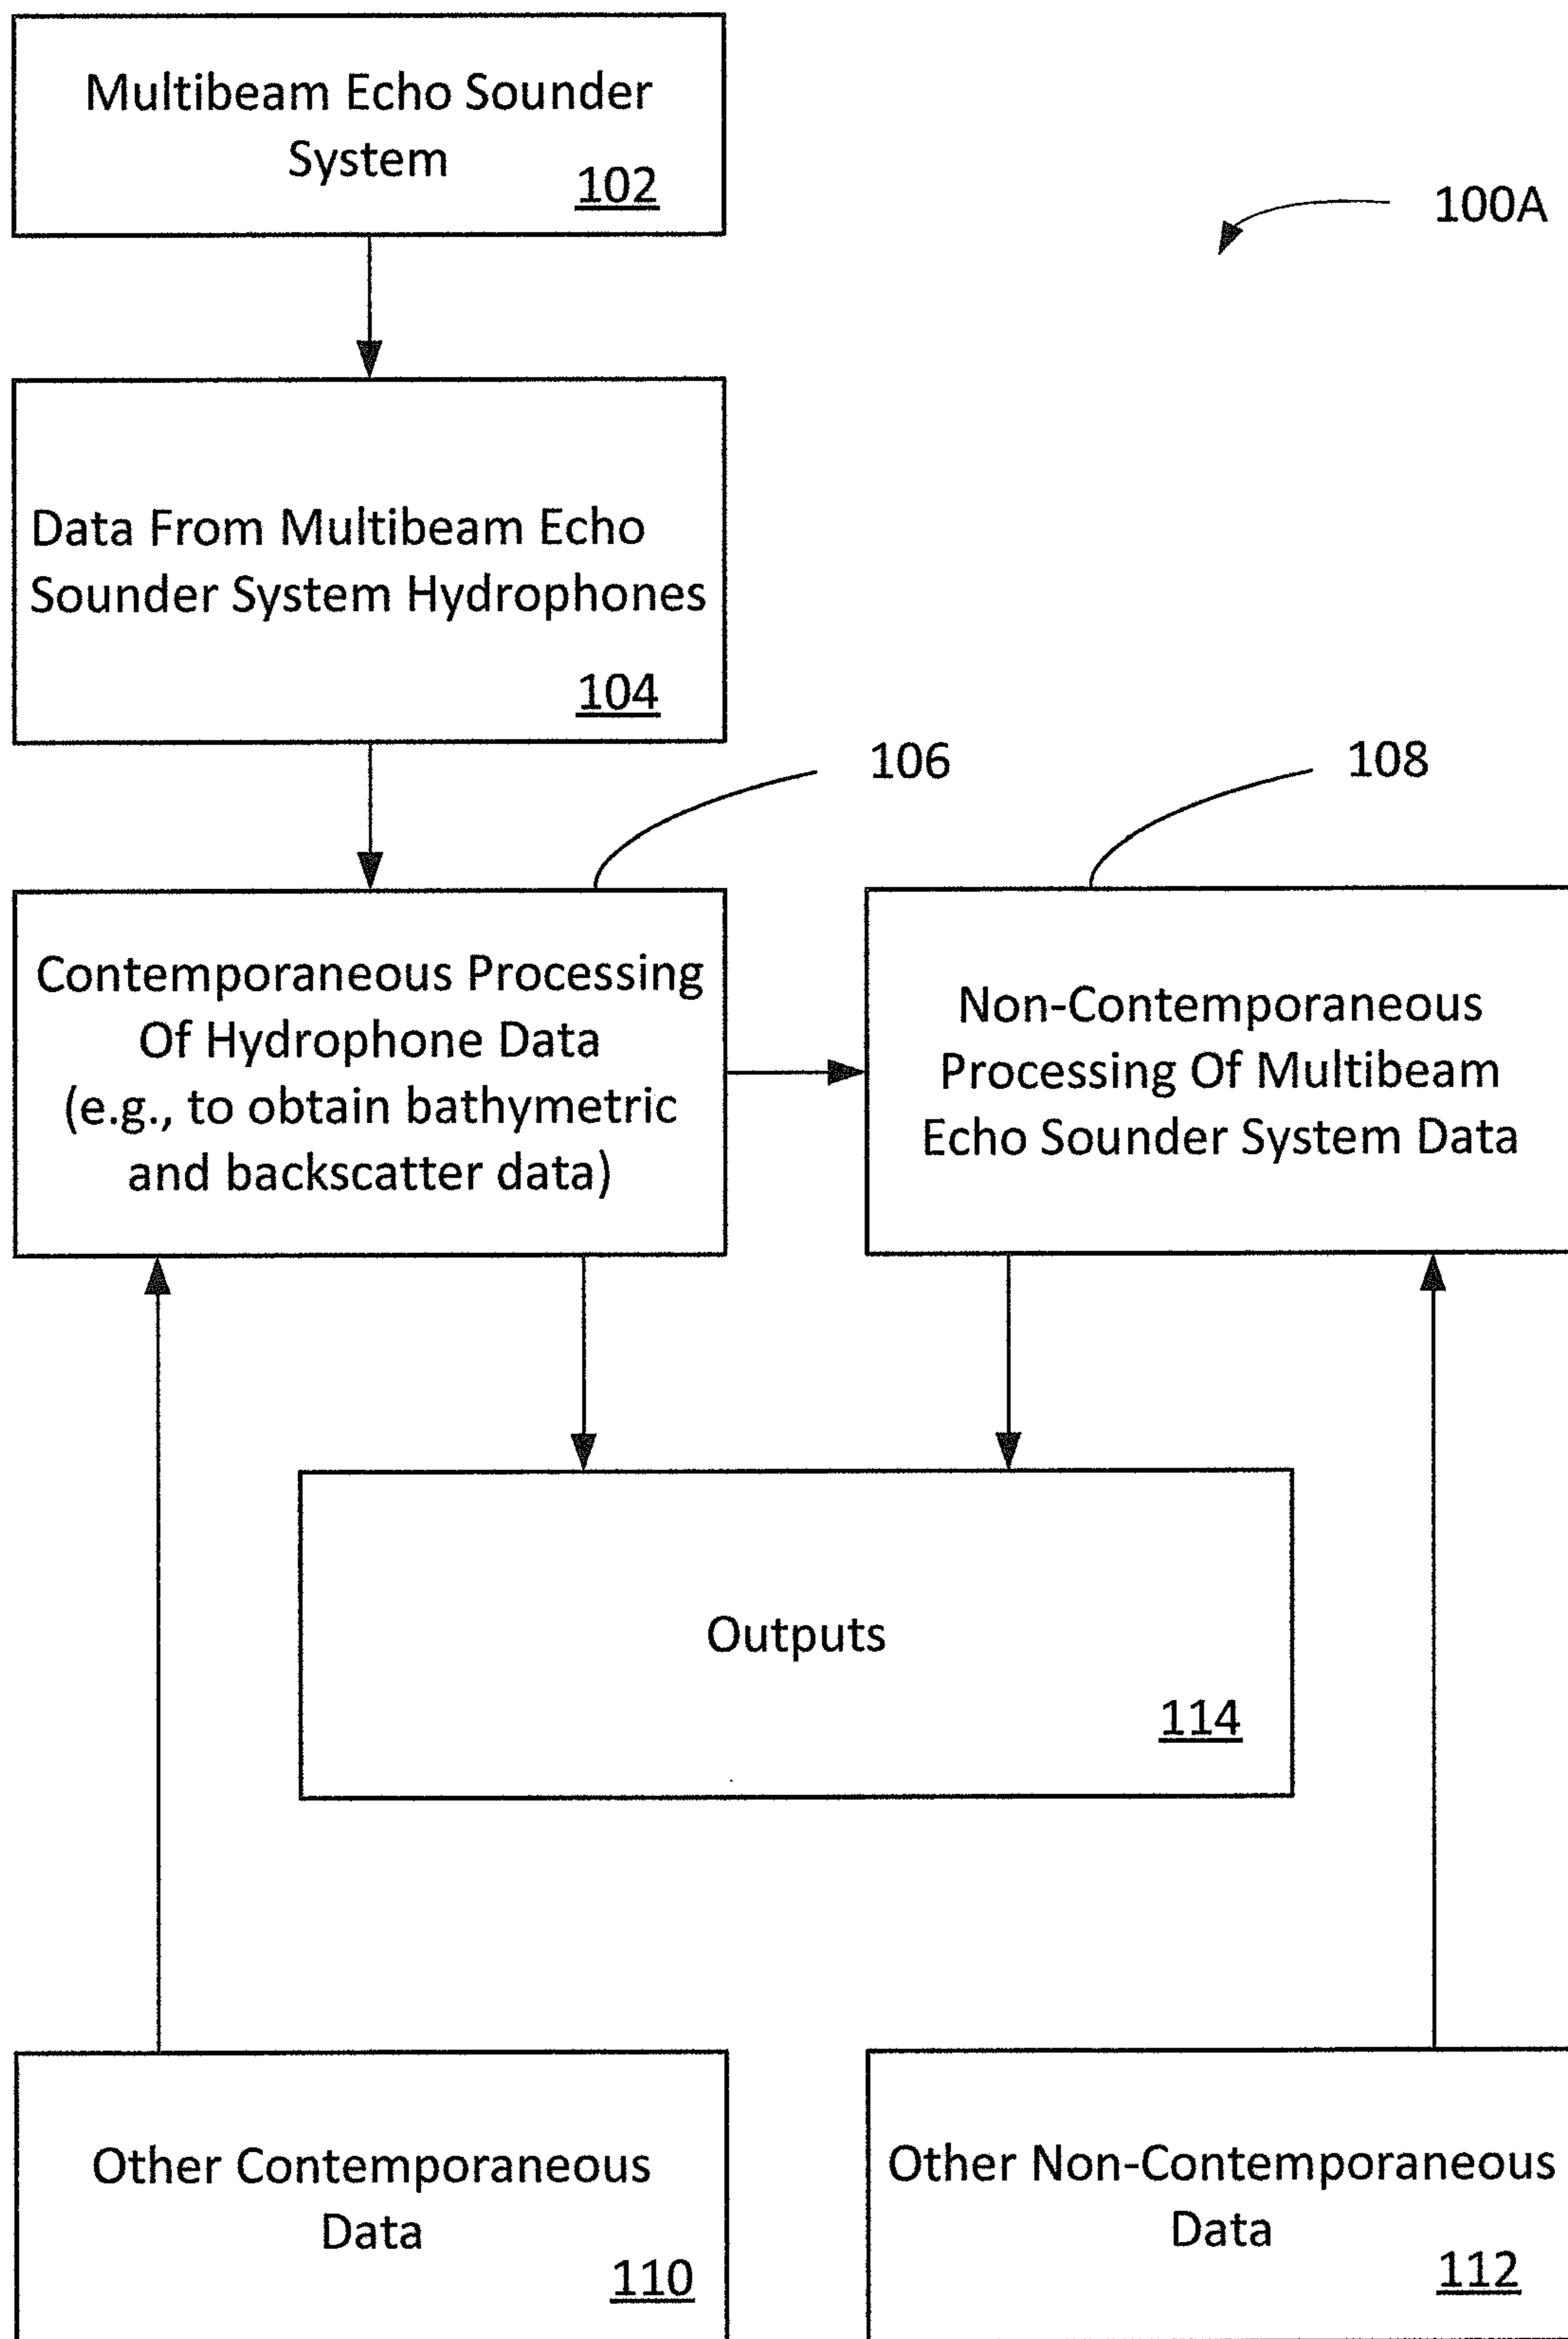 Multibeam Echo Sounder
System
102
100A
Data From Multibeam Echo
Sounder System Hydrophones
104
106
108
Contemporaneous Processing
Of Hydrophone Data
(e.g., to obtain bathymetric
and backscatter data)
Non-Contemporaneous
Processing Of Multibeam
Echo Sounder System Data
Outputs
114
Other Contemporaneous
Data
110
Other Non-Contemporaneous
Data
112